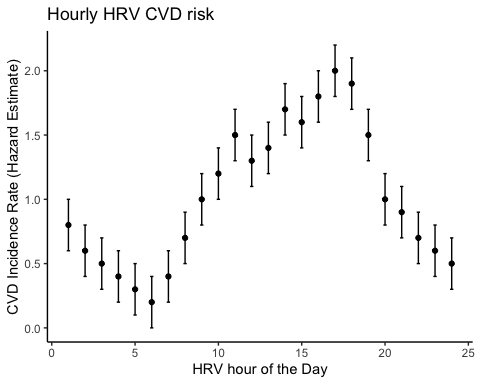 Hourly HRV CVD risk
CVD Incidence Rate (Hazard Estimate)
2.0
1.5
1.0
0.5
0.0
0 5 10 15 20 25
HRV hour of the Day